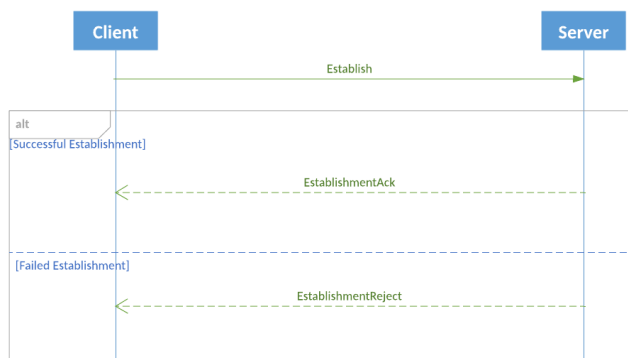 Client
Server
Establish
alt
[Successful Establishment]
EstablishmentAck
[Failed Establishment]
EstablishmentReject